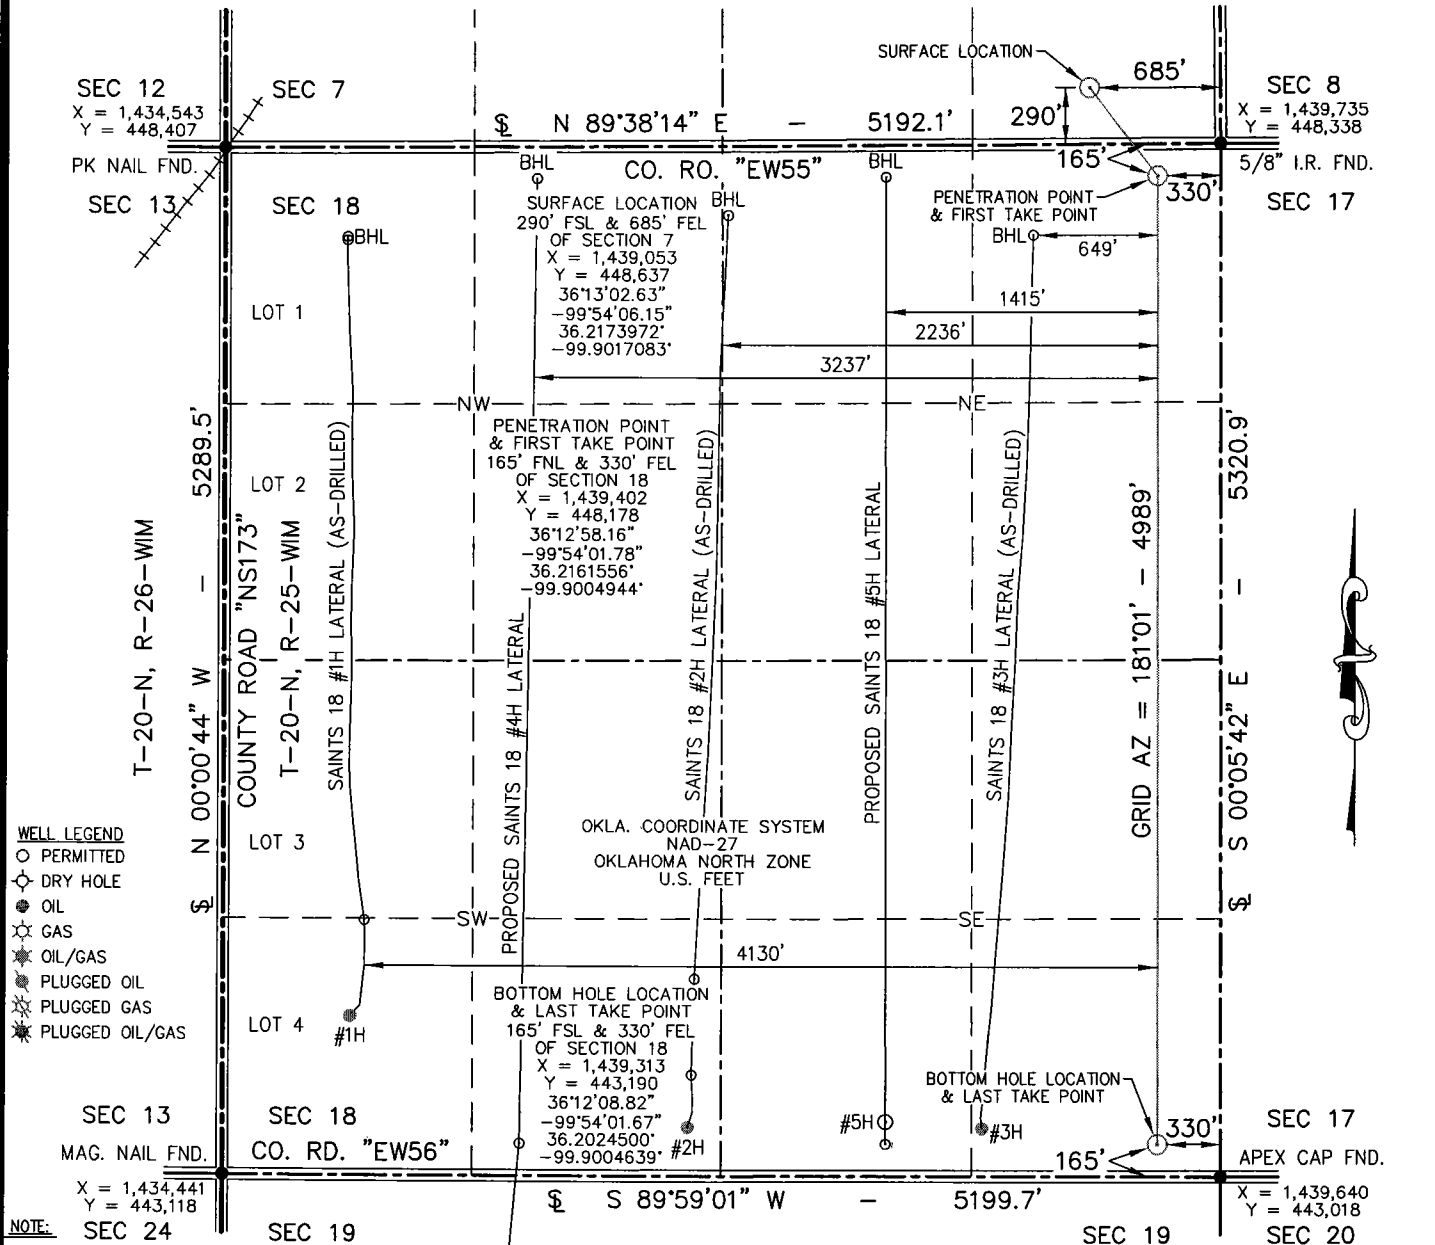 SURFACE LOCATION
685'
290'
SEC 12
X = 1,434,543
Y = 448,407
SEC 7
SEC 8
X = 1,439,735
Y = 448,338
N 89°38'14" E - 5192.1'
PK NAIL FND.
5/8" I.R. FND.
SEC 13
SEC 18
SEC 17
BHL
CO. RO. "EW55"
BHL
165'
330'
PENETRATION POINT
& FIRST TAKE POINT
BHL
BHL
BHL
649'
SURFACE LOCATION
290' FSL & 685' FEL
OF SECTION 7
X = 1,439,053
Y = 448,637
36°13'02.63"
-99°54'06.15"
36.2173972°
-99.9017083°
LOT 1
1415'
2236'
3237'
NW
NE
PENETRATION POINT
& FIRST TAKE POINT
165' FNL & 330' FEL
OF SECTION 18
X = 1,439,402
Y = 448,178
36°12'58.16"
-99°54'01.78"
36.2161556°
-99.9004944°
LOT 2
T-20-N, R-26-WIM
N 00°00'44" W - 5289.5'
COUNTY ROAD "NS173"
T-20-N, R-25-WIM
SAINTS 18 #1H LATERAL (AS-DRILLED)
PROPOSED SAINTS 18 #4H LATERAL
SAINTS 18 #2H LATERAL (AS-DRILLED)
PROPOSED SAINTS 18 #5H LATERAL
SAINTS 18 #3H LATERAL (AS-DRILLED)
GRID AZ = 181°01' - 4989'
S 00°05'42" E - 5320.9'
OKLA. COORDINATE SYSTEM
NAD-27
OKLAHOMA NORTH ZONE
U.S. FEET
WELL LEGEND
PERMITTED
DRY HOLE
OIL
GAS
OIL/GAS
PLUGGED OIL
PLUGGED GAS
PLUGGED OIL/GAS
LOT 3
SW
SE
4130'
BOTTOM HOLE LOCATION
& LAST TAKE POINT
165' FSL & 330' FEL
OF SECTION 18
X = 1,439,313
Y = 443,190
36°12'08.82"
-99°54'01.67"
36.2024500°
-99.9004639°
LOT 4
#1H
#2H
#5H
#3H
BOTTOM HOLE LOCATION
& LAST TAKE POINT
330'
165'
SEC 13
SEC 18
SEC 17
MAG. NAIL FND.
CO. RD. "EW56"
APEX CAP FND.
X = 1,434,441
Y = 443,118
S 89°59'01" W - 5199.7'
X = 1,439,640
Y = 443,018
NOTE:
SEC 24
SEC 19
SEC 19
SEC 20